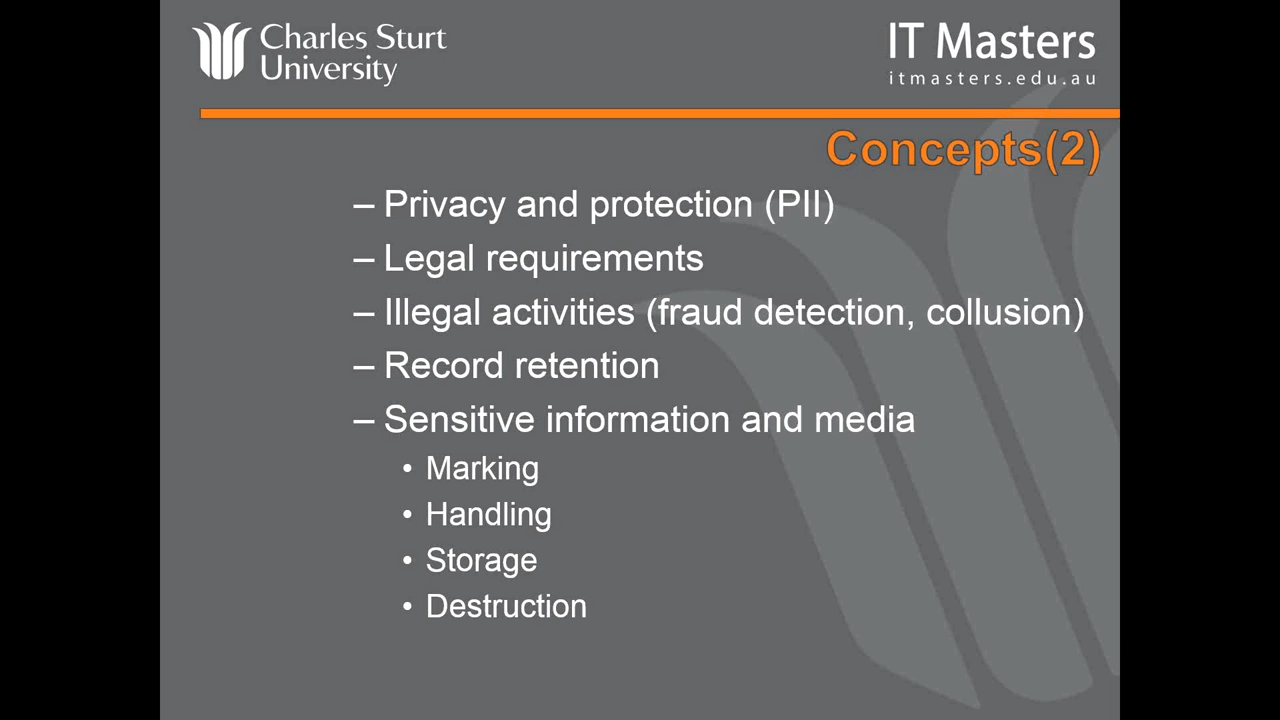 Charles Sturt
University
IT Masters
itmasters.edu.au
Concepts(2)
– Privacy and protection (PII)
– Legal requirements
– Illegal activities (fraud detection, collusion)
– Record retention
– Sensitive information and media
• Marking
• Handling
• Storage
• Destruction